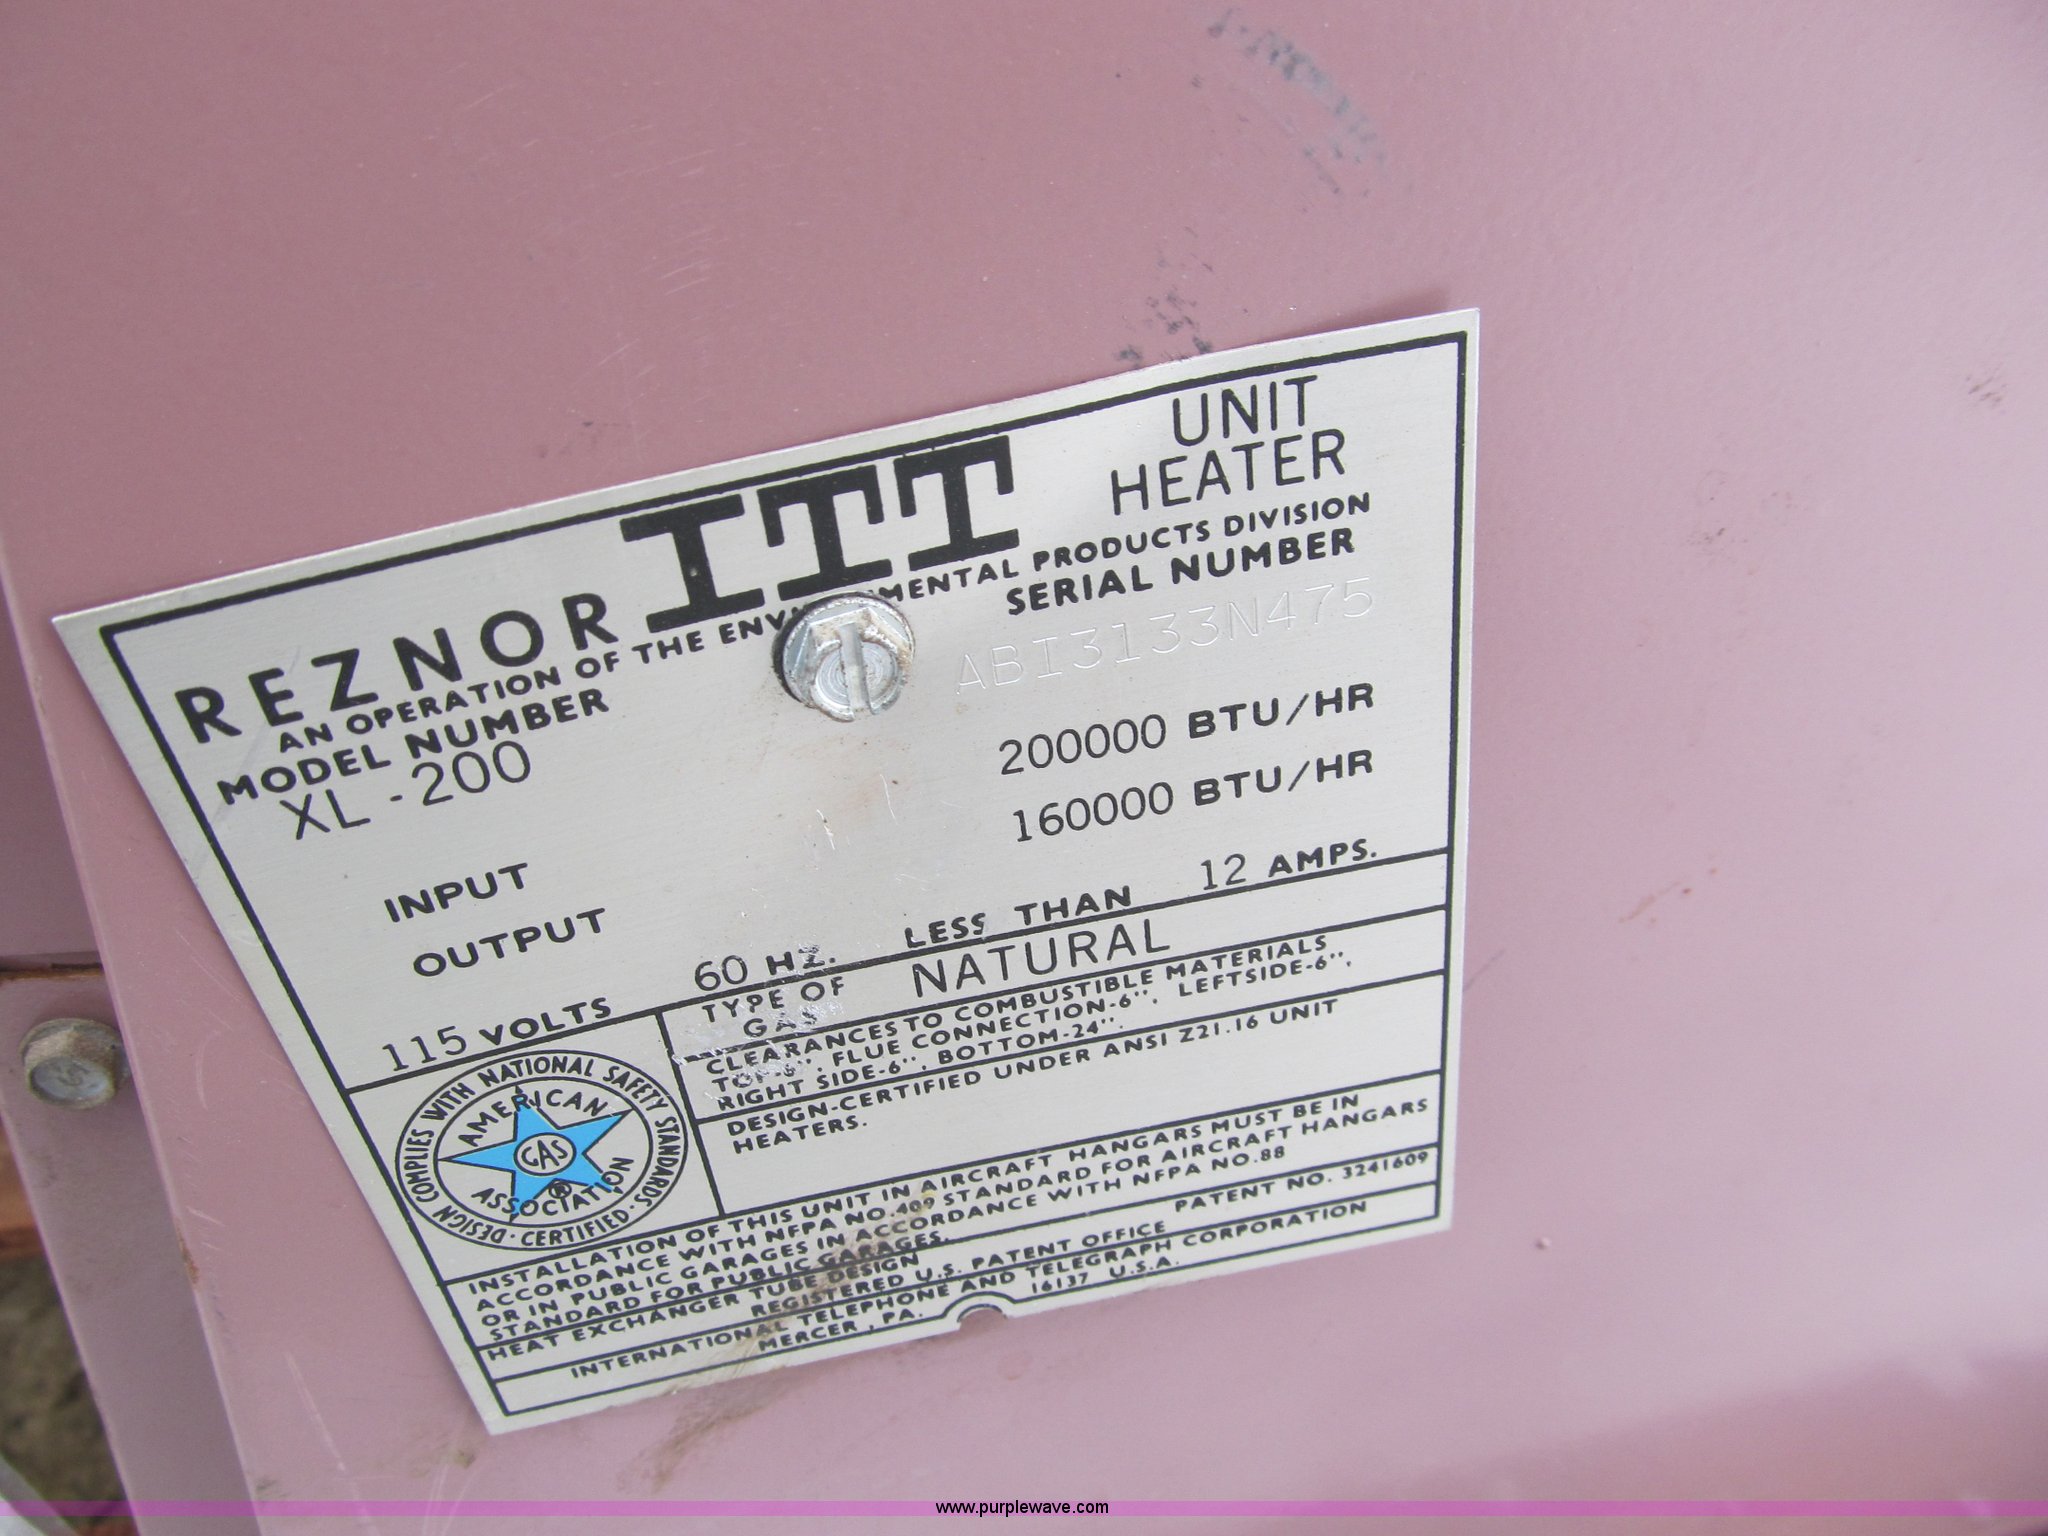 REZNOR ITT UNIT HEATER
AN OPERATION OF THE ENVIRONMENTAL PRODUCTS DIVISION
MODEL NUMBER SERIAL NUMBER
XL-200 ABI3133N475
INPUT 200000 BTU/HR
OUTPUT 160000 BTU/HR
115 VOLTS 60 HZ. LESS THAN 12 AMPS.
TYPE OF GAS NATURAL
CLEARANCES TO COMBUSTIBLE MATERIALS
TOP-6", FLUE CONNECTION-6", LEFTSIDE-6",
RIGHT SIDE-6", BOTTOM-24".
DESIGN-CERTIFIED UNDER ANSI Z21.16 UNIT
HEATERS.
DESIGN COMPLIES WITH NATIONAL SAFETY STANDARDS
· CERTIFIED ·
AMERICAN
GAS
ASSOCIATION
®
INSTALLATION OF THIS UNIT IN AIRCRAFT HANGARS MUST BE IN
ACCORDANCE WITH NFPA NO.409 STANDARD FOR AIRCRAFT HANGARS
OR IN PUBLIC GARAGES IN ACCORDANCE WITH NFPA NO.88
STANDARD FOR PUBLIC GARAGES.
HEAT EXCHANGER TUBE DESIGN PATENT NO. 3241609
REGISTERED U.S. PATENT OFFICE
INTERNATIONAL TELEPHONE AND TELEGRAPH CORPORATION
MERCER, PA. 16137 U.S.A.
www.purplewave.com